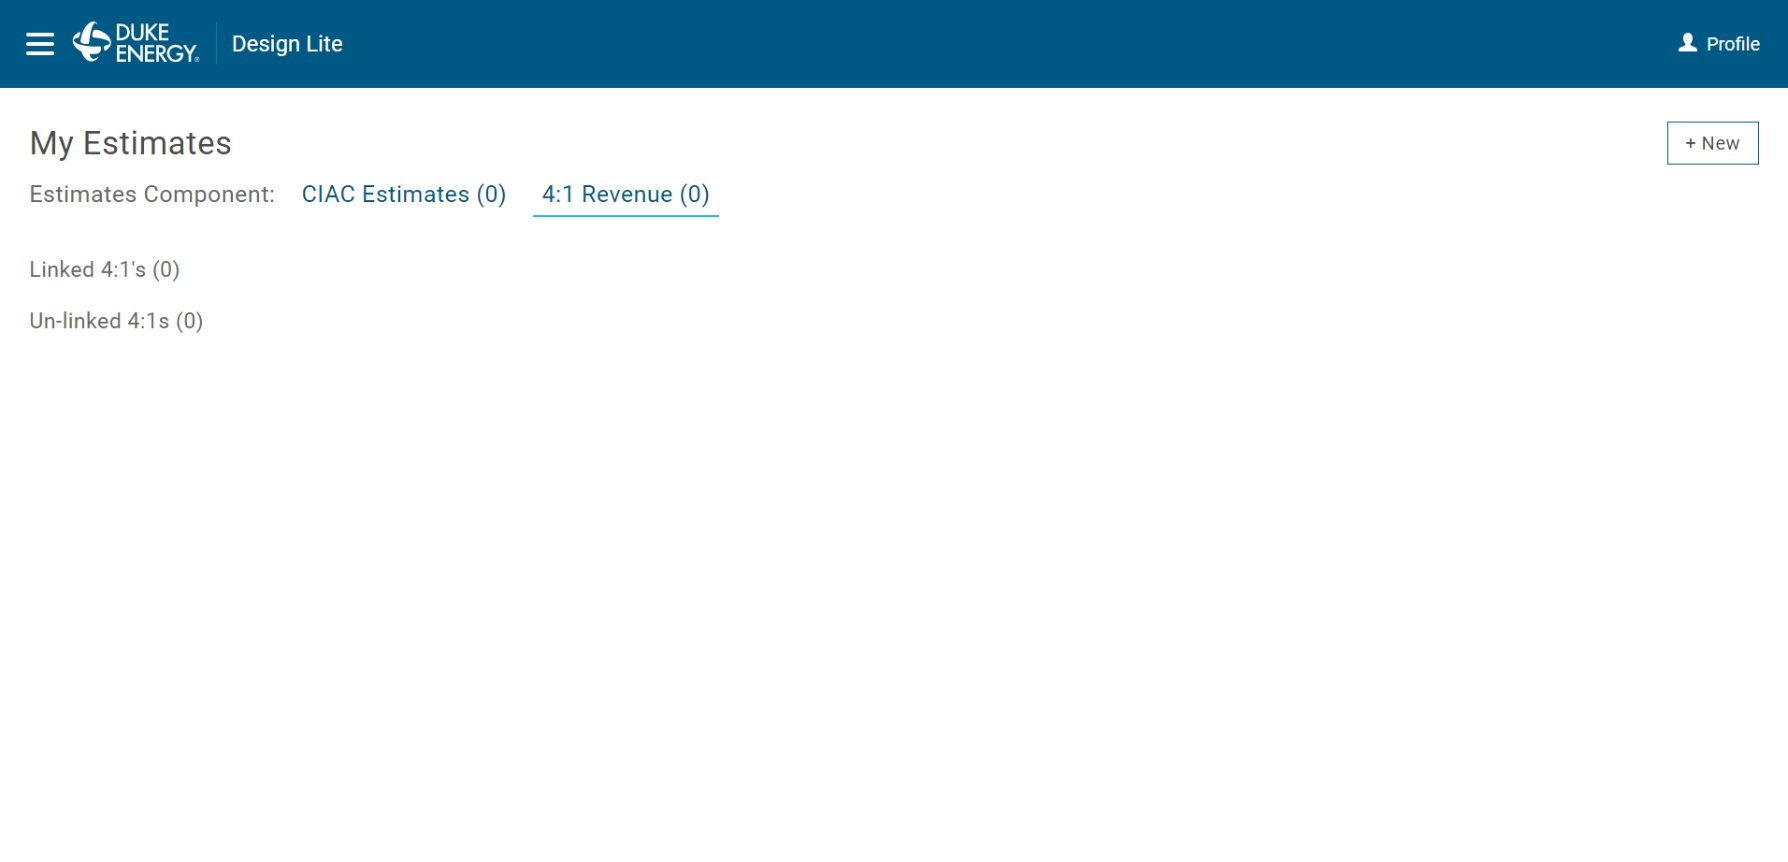 DUKE
ENERGY®
Design Lite
Profile
My Estimates
+ New
Estimates Component: CIAC Estimates (0) 4:1 Revenue (0)
Linked 4:1's (0)
Un-linked 4:1s (0)